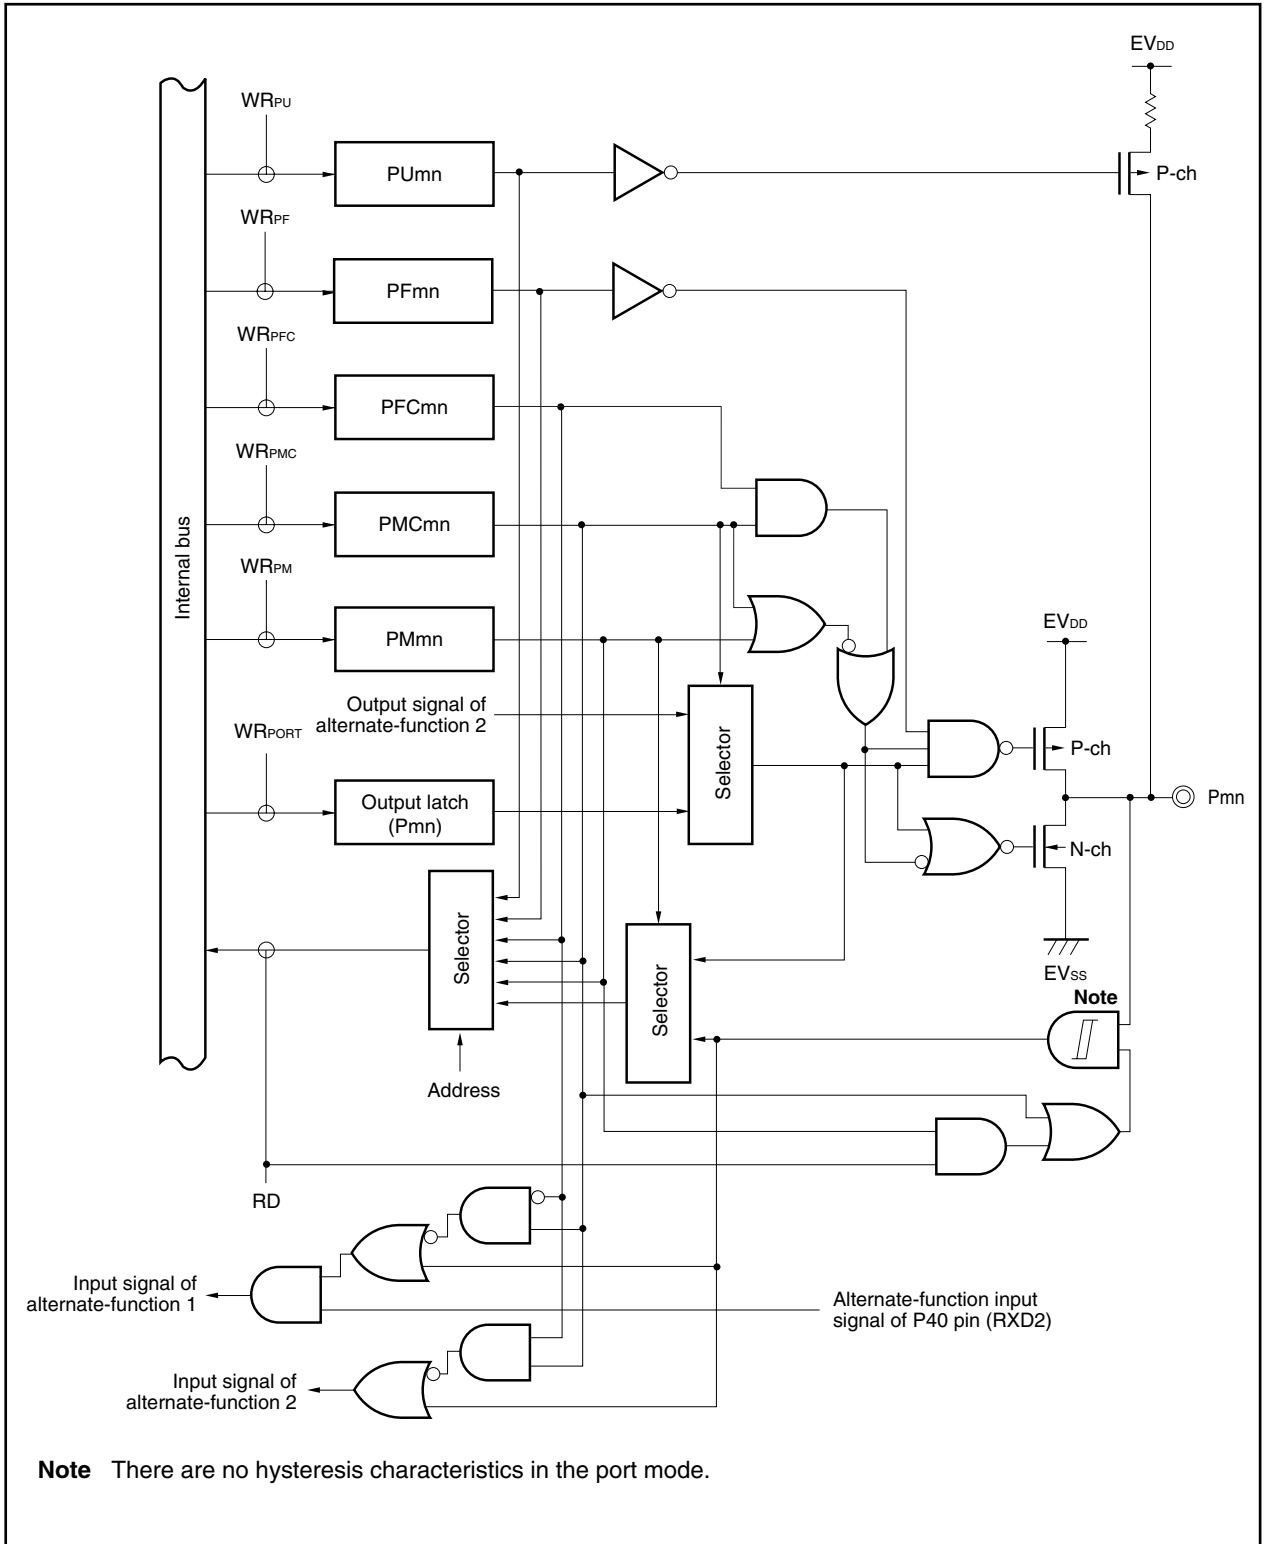 EVDD
WRPU
PUmn
P-ch
WRPF
PFmn
WRPFC
PFCmn
WRPMC
PMCmn
Internal bus
WRPM
PMmn
EVDD
Output signal of
alternate-function 2
WRPORT
Selector
P-ch
Output latch
(Pmn)
Pmn
N-ch
Selector
Selector
EVSS
Note
Address
RD
Input signal of
alternate-function 1
Alternate-function input
signal of P40 pin (RXD2)
Input signal of
alternate-function 2
Note There are no hysteresis characteristics in the port mode.